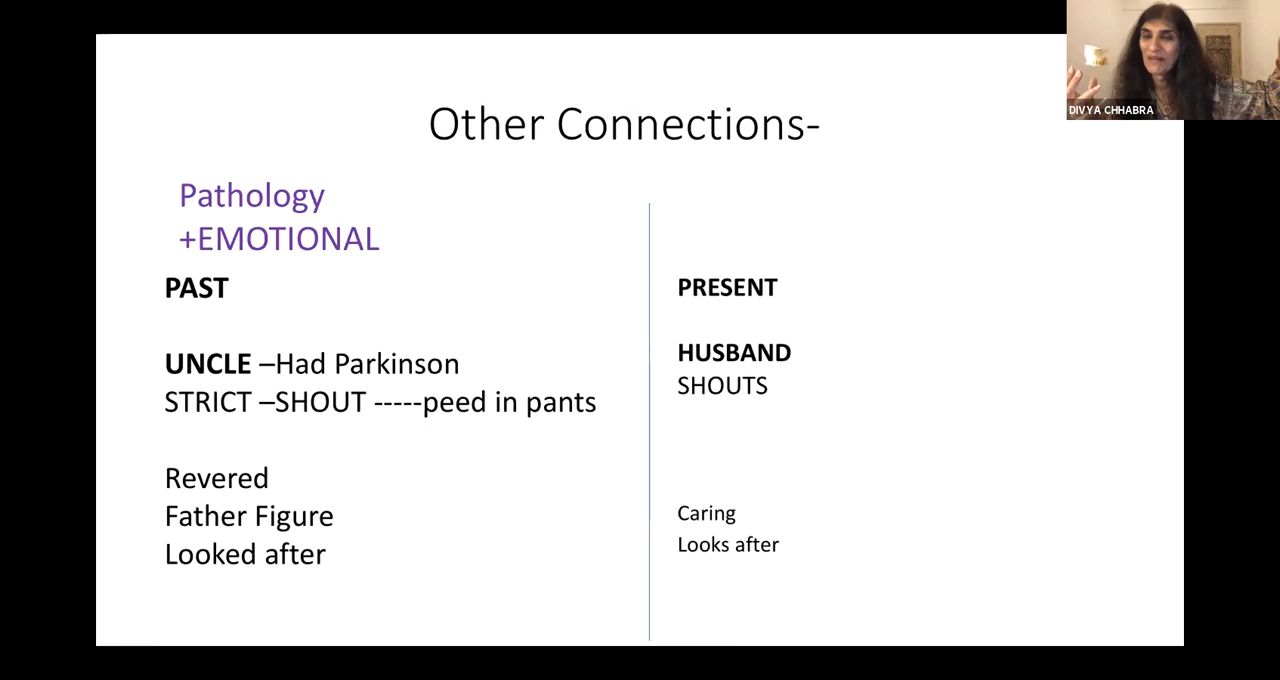 DIVYA CHHABRA
Other Connections-
Pathology
+EMOTIONAL
PAST
UNCLE –Had Parkinson
STRICT –SHOUT -----peed in pants
Revered
Father Figure
Looked after
PRESENT
HUSBAND
SHOUTS
Caring
Looks after